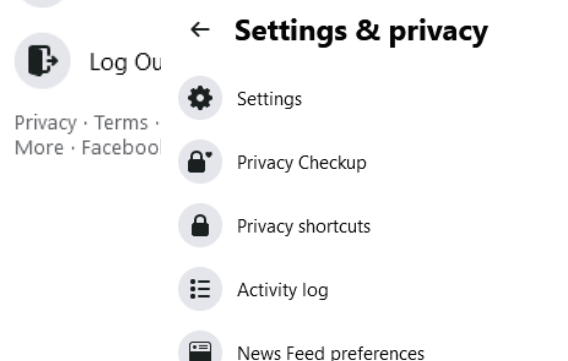 Settings & privacy
Log Ou
Settings
Privacy · Terms ·
More · Faceboo
Privacy Checkup
Privacy shortcuts
Activity log
News Feed preferences